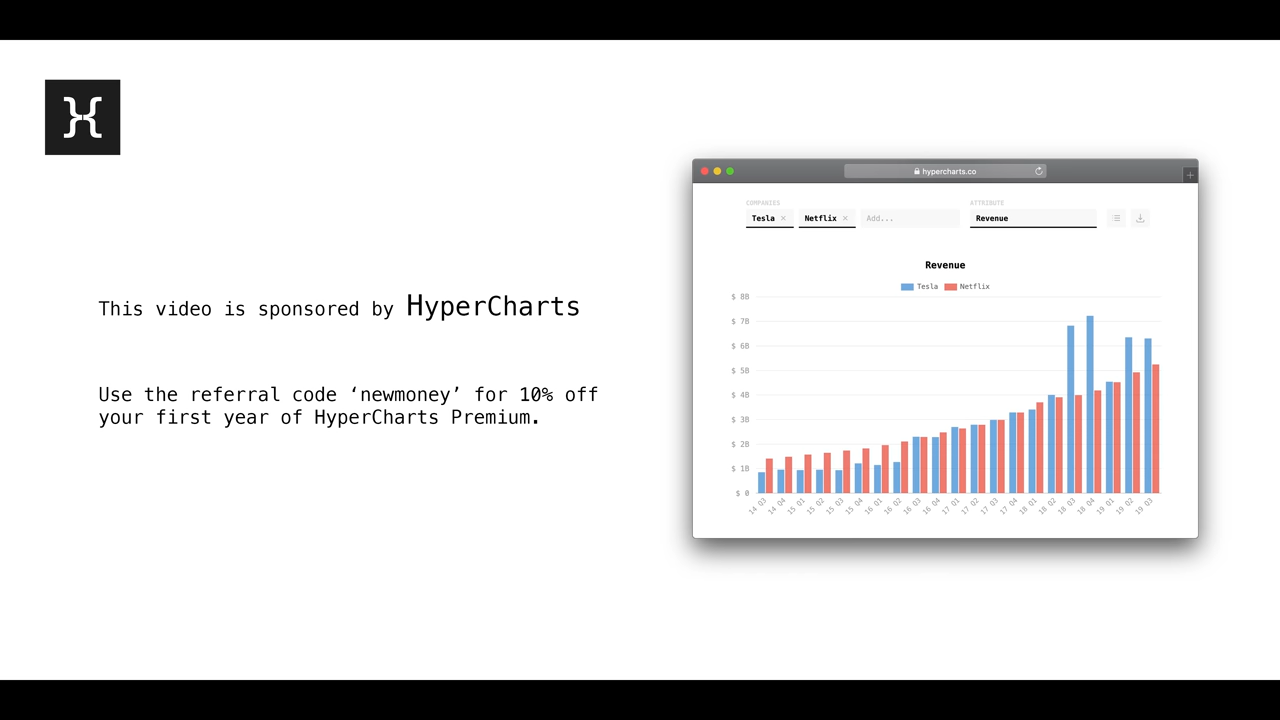 This video is sponsored by HyperCharts
Use the referral code ‘newmoney’ for 10% off
your first year of HyperCharts Premium.
hypercharts.co
COMPANIES
ATTRIBUTE
Tesla ×
Netflix ×
Add...
Revenue
Revenue
Tesla
Netflix
$ 8B
$ 7B
$ 6B
$ 5B
$ 4B
$ 3B
$ 2B
$ 1B
$ 0
14 Q3
14 Q4
15 Q1
15 Q2
15 Q3
15 Q4
16 Q1
16 Q2
16 Q3
16 Q4
17 Q1
17 Q2
17 Q3
17 Q4
18 Q1
18 Q2
18 Q3
18 Q4
19 Q1
19 Q2
19 Q3